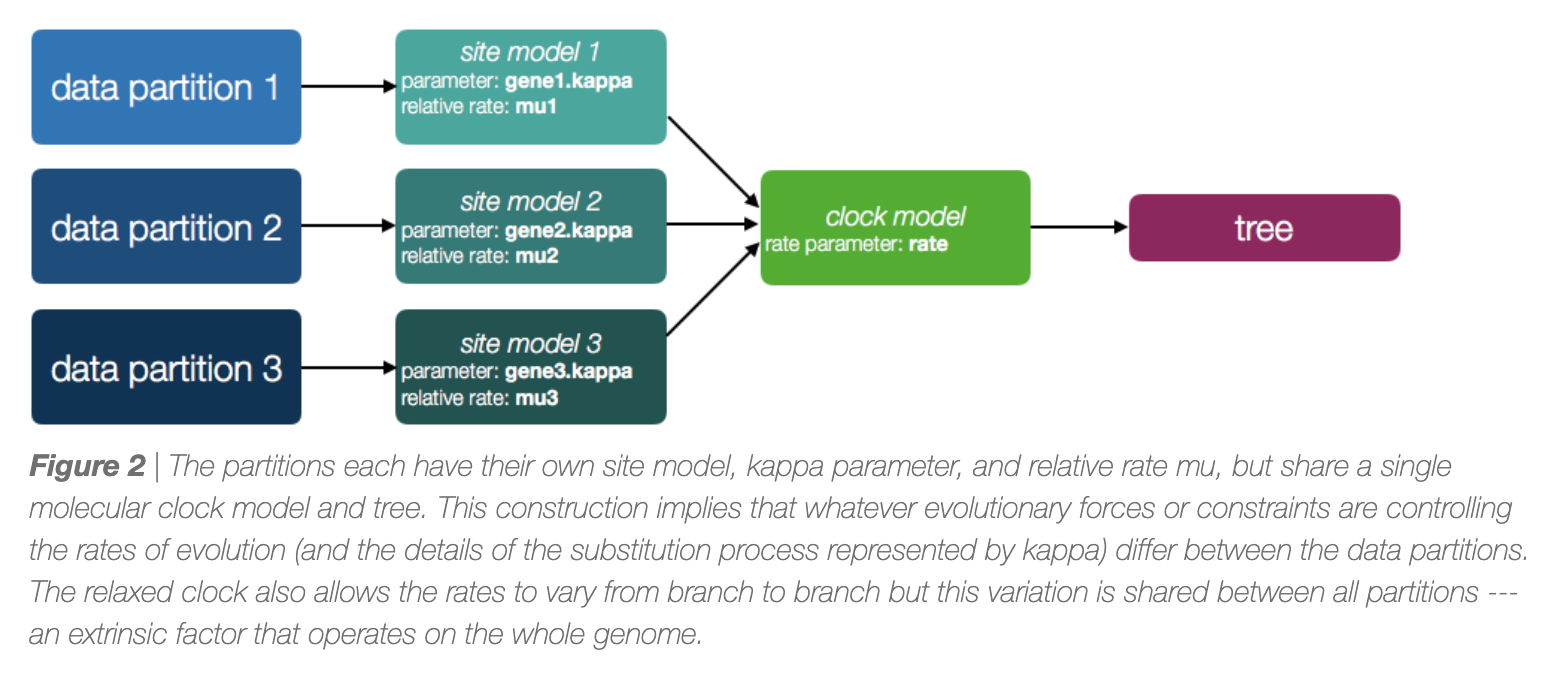 data partition 1
site model 1
parameter: gene1.kappa
relative rate: mu1
data partition 2
site model 2
parameter: gene2.kappa
relative rate: mu2
clock model
rate parameter: rate
tree
data partition 3
site model 3
parameter: gene3.kappa
relative rate: mu3
Figure 2 | The partitions each have their own site model, kappa parameter, and relative rate mu, but share a single
molecular clock model and tree. This construction implies that whatever evolutionary forces or constraints are controlling
the rates of evolution (and the details of the substitution process represented by kappa) differ between the data partitions.
The relaxed clock also allows the rates to vary from branch to branch but this variation is shared between all partitions ---
an extrinsic factor that operates on the whole genome.